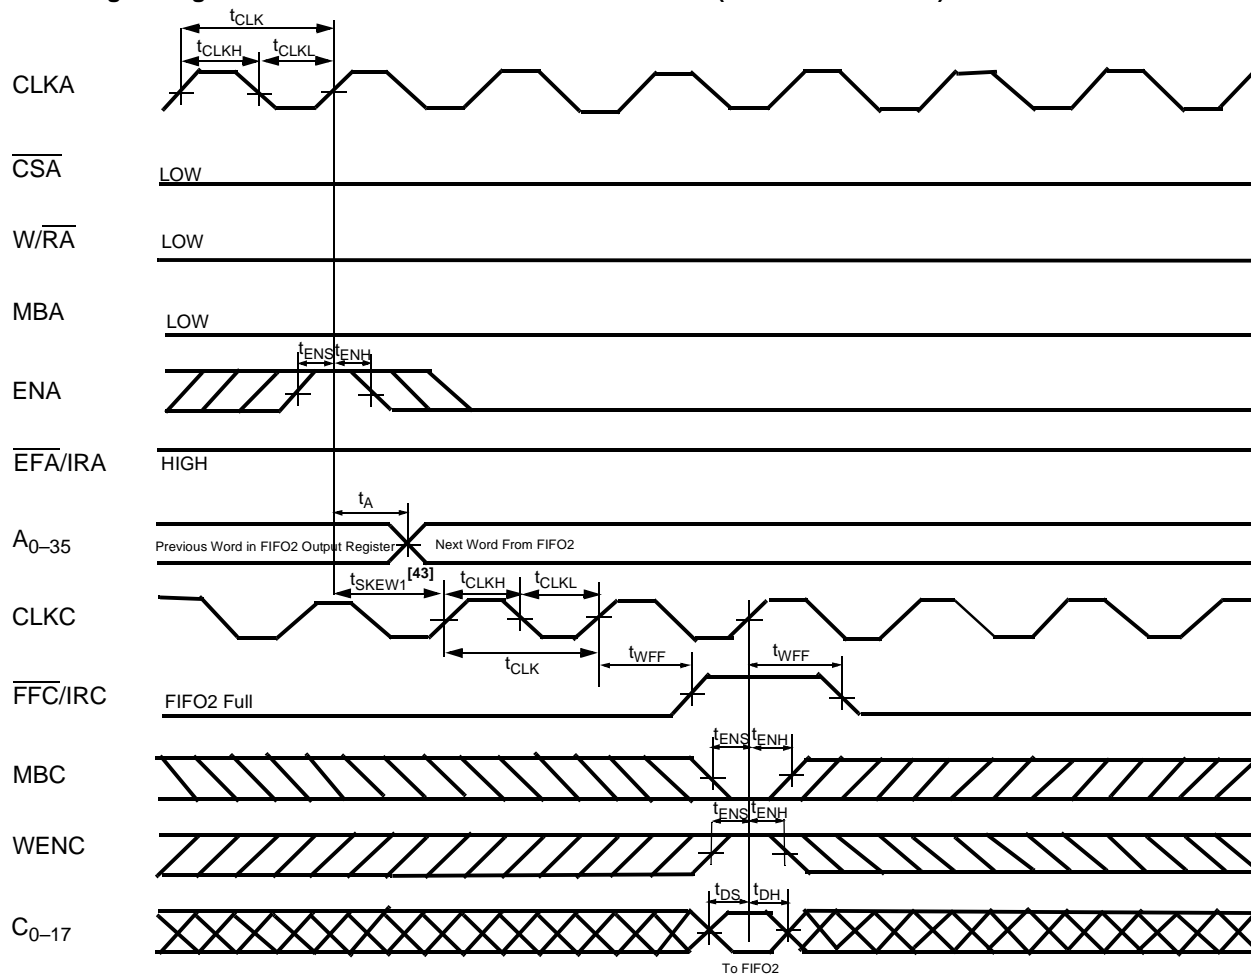 tCLK
tCLKH tCLKL
CLKA
CSA
LOW
W/RA
LOW
MBA
LOW
tENS tENH
ENA
EFA/IRA
HIGH
tA
A0–35
Previous Word in FIFO2 Output Register
Next Word From FIFO2
tSKEW1[43] tCLKH tCLKL
CLKC
tCLK
tWFF tWFF
FFC/IRC
FIFO2 Full
tENS tENH
MBC
tENS tENH
WENC
tDS tDH
C0–17
To FIFO2